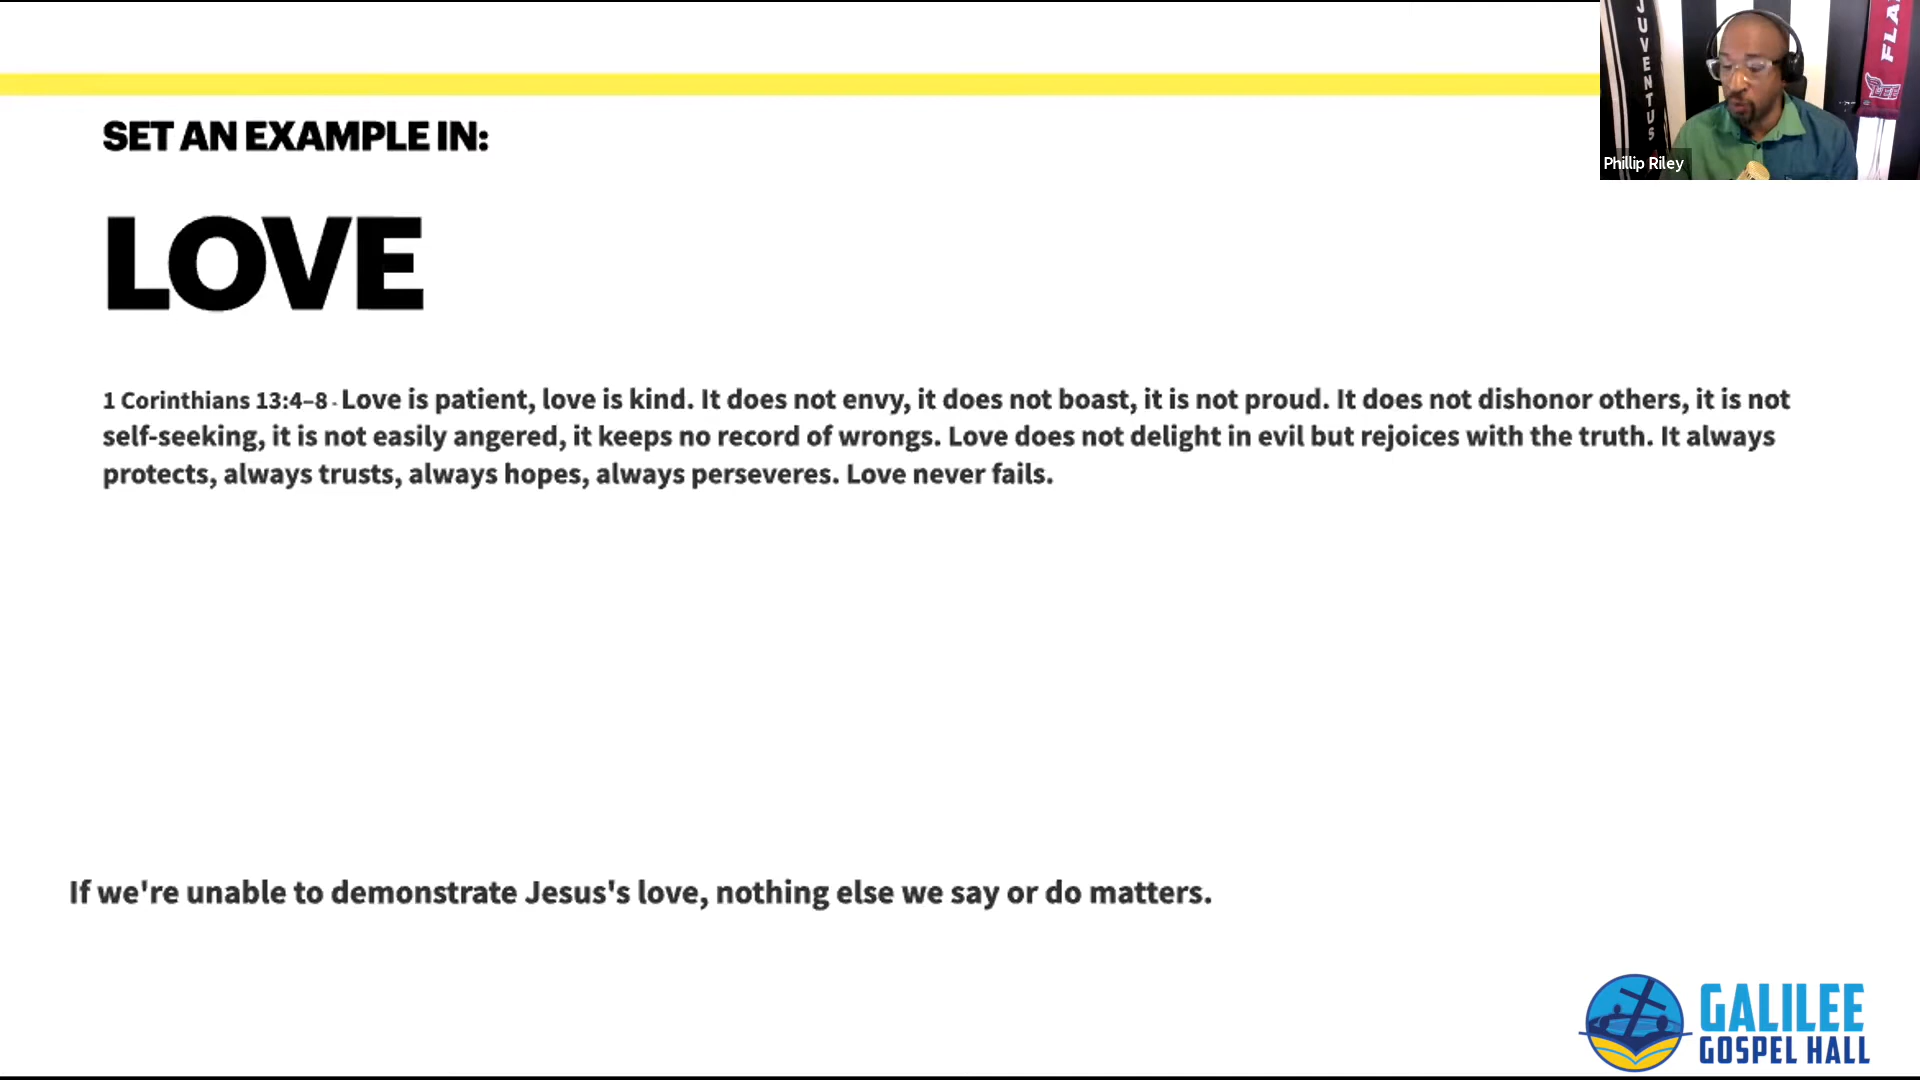 SET AN EXAMPLE IN:
LOVE
1 Corinthians 13:4–8 - Love is patient, love is kind. It does not envy, it does not boast, it is not proud. It does not dishonor others, it is not
self-seeking, it is not easily angered, it keeps no record of wrongs. Love does not delight in evil but rejoices with the truth. It always
protects, always trusts, always hopes, always perseveres. Love never fails.
If we're unable to demonstrate Jesus's love, nothing else we say or do matters.
JUVENTUS
FLA
LEE
Phillip Riley
GALILEE
GOSPEL HALL